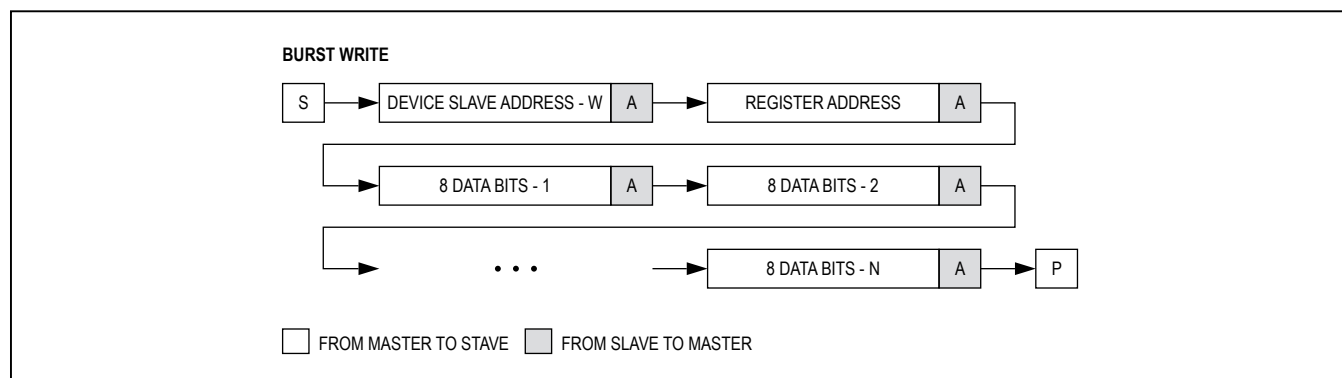 BURST WRITE
S DEVICE SLAVE ADDRESS - W A REGISTER ADDRESS A
8 DATA BITS - 1 A 8 DATA BITS - 2 A
• • • 8 DATA BITS - N A P
FROM MASTER TO STAVE FROM SLAVE TO MASTER